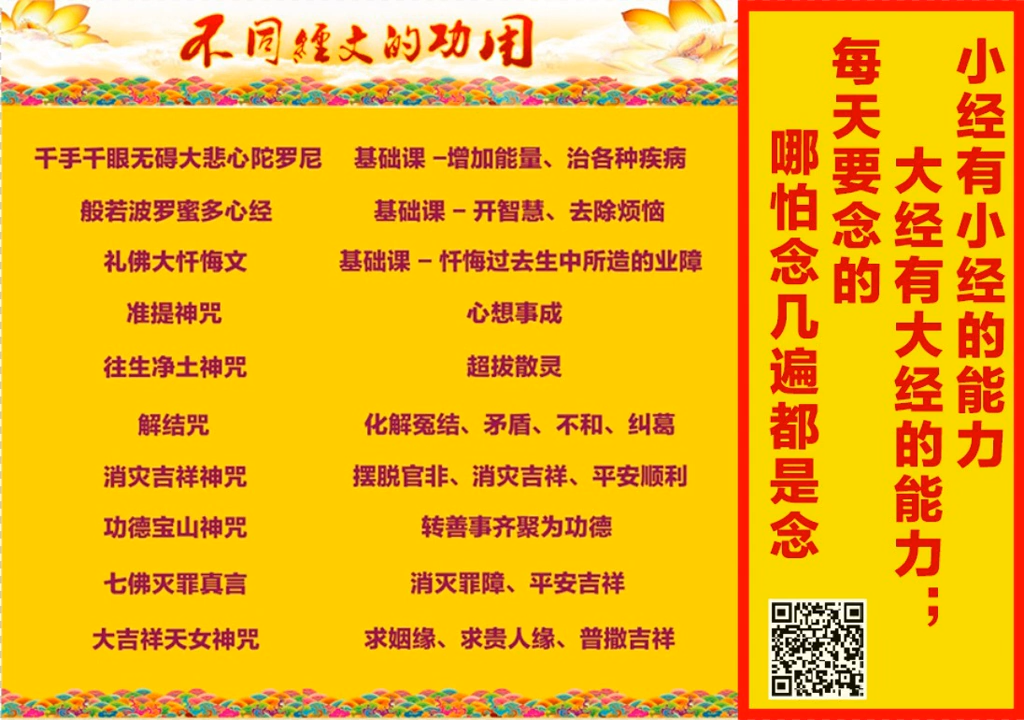 不同經文的功用
千手千眼无碍大悲心陀罗尼 基础课 –增加能量、治各种疾病
般若波罗蜜多心经 基础课 – 开智慧、去除烦恼
礼佛大忏悔文 基础课 – 忏悔过去生中所造的业障
准提神咒 心想事成
往生净土神咒 超拔散灵
解结咒 化解冤结、矛盾、不和、纠葛
消灾吉祥神咒 摆脱官非、消灾吉祥、平安顺利
功德宝山神咒 转善事齐聚为功德
七佛灭罪真言 消灭罪障、平安吉祥
大吉祥天女神咒 求姻缘、求贵人缘、普撒吉祥
小经有小经的能力
大经有大经的能力；
每天要念的
哪怕念几遍都是念